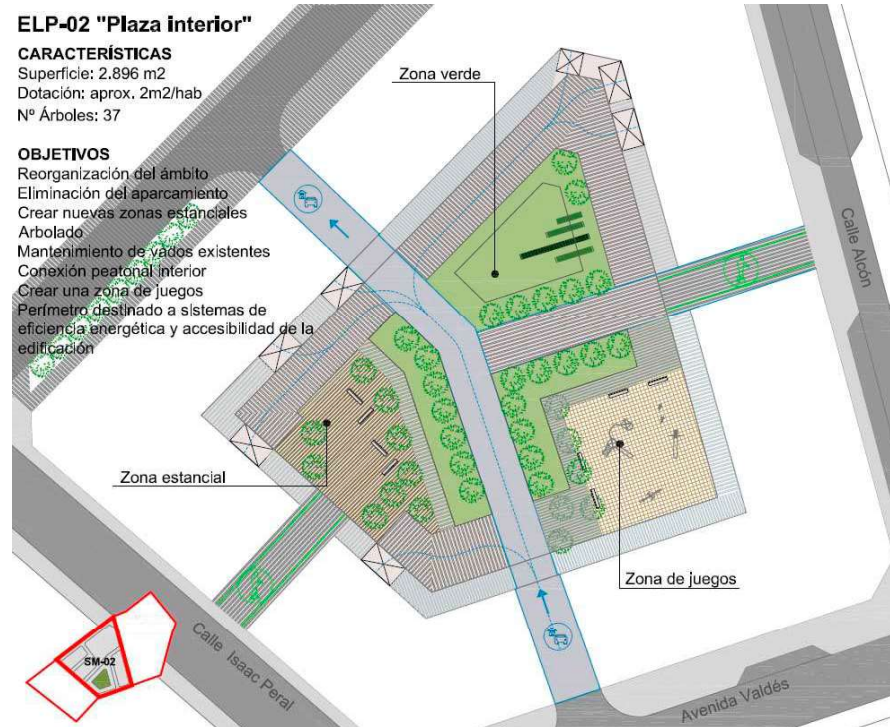 ELP-02 "Plaza interior"
CARACTERÍSTICAS
Superficie: 2.896 m2
Dotación: aprox. 2m2/hab
Nº Árboles: 37
OBJETIVOS
Reorganización del ámbito
Eliminación del aparcamiento
Crear nuevas zonas estanciales
Arbolado
Mantenimiento de vados existentes
Conexión peatonal interior
Crear una zona de juegos
Perímetro destinado a sistemas de
eficiencia energética y accesibilidad de la
edificación
Zona verde
Calle Alcón
Zona estancial
Zona de juegos
SM-02
Calle Isaac Peral
Avenida Valdés